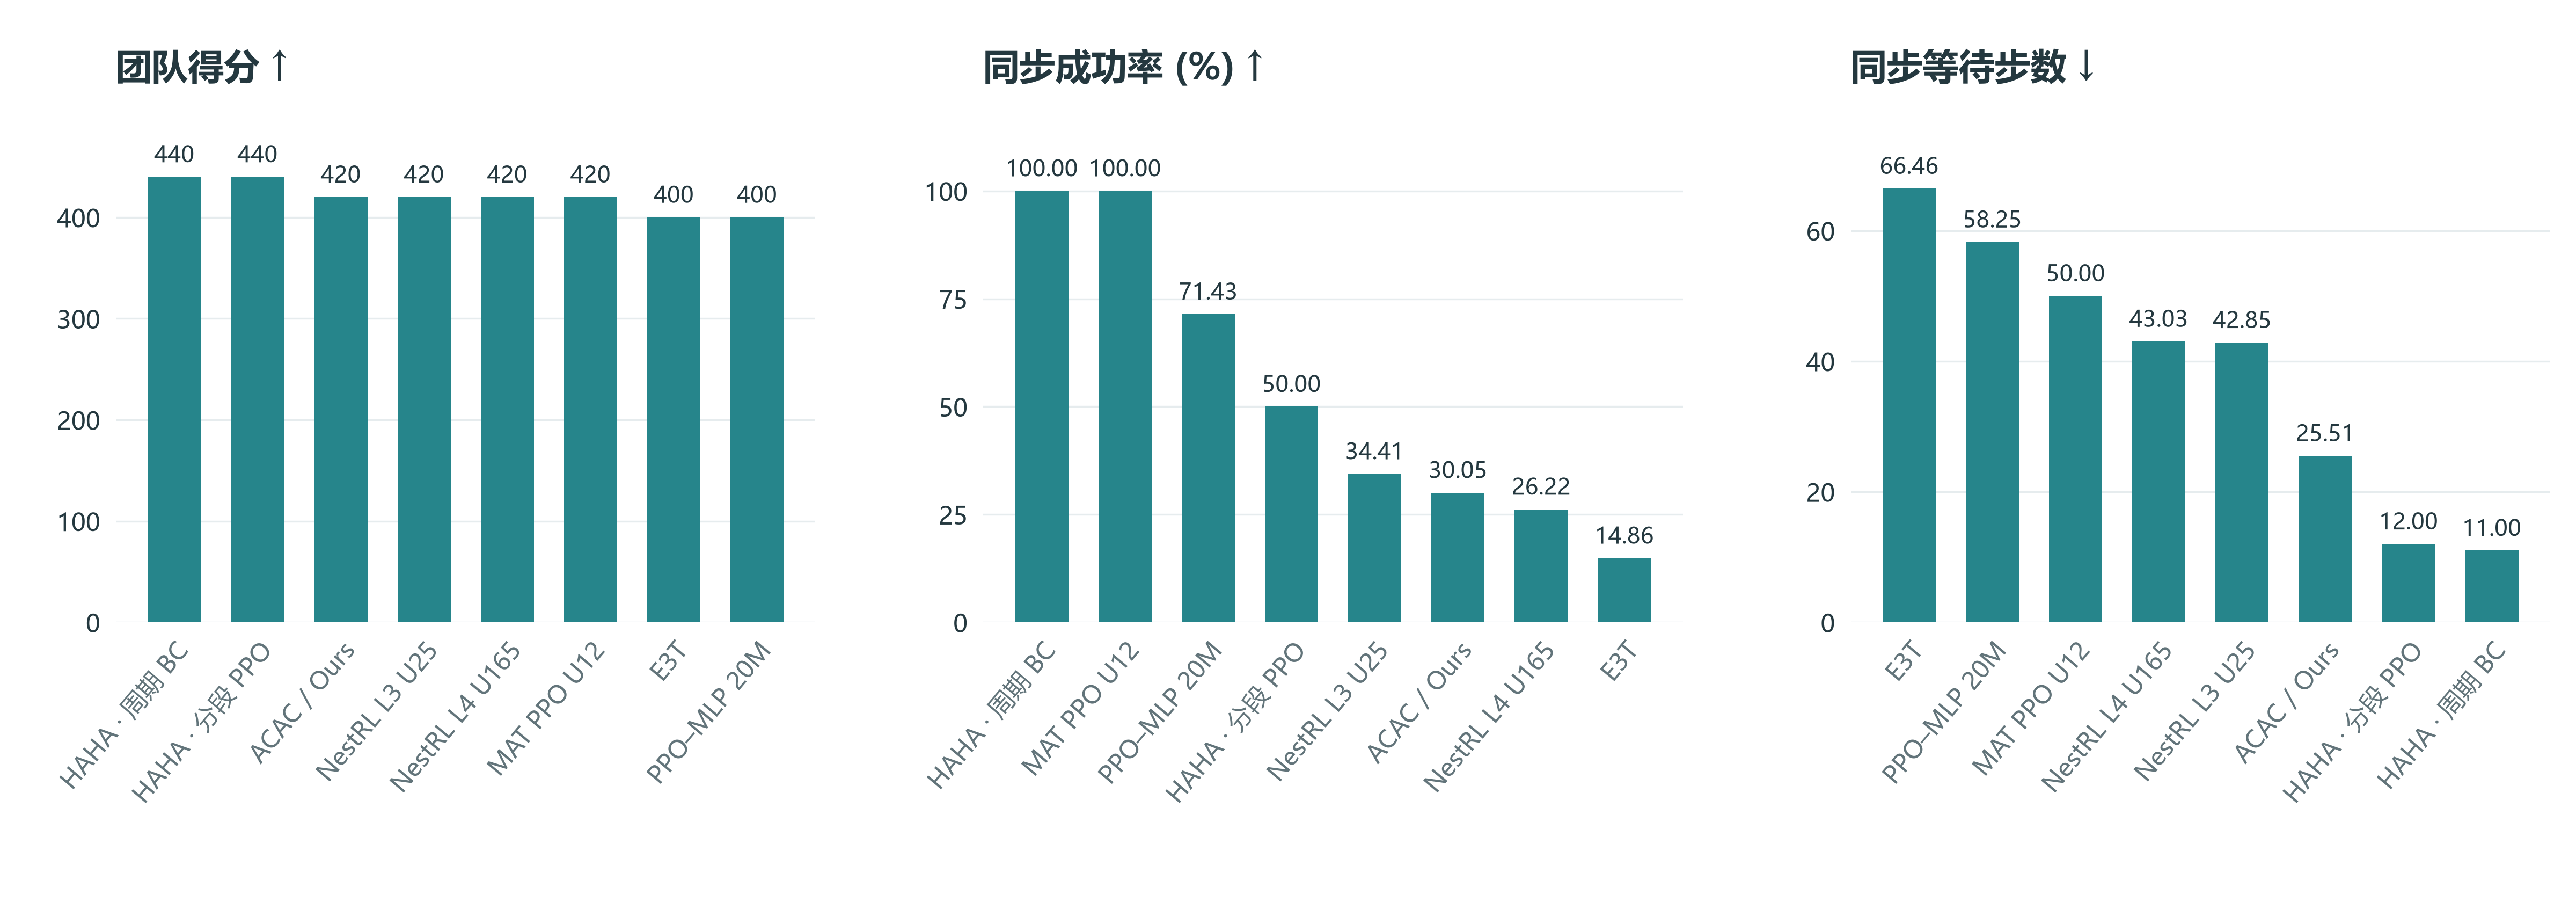 团队得分 ↑
440
440
420
420
420
420
400
400
400
300
200
100
0
HAHA · 周期 BC
HAHA · 分段 PPO
ACAC / Ours
NestRL L3 U25
NestRL L4 U165
MAT PPO U12
E3T
PPO–MLP 20M
同步成功率 (%) ↑
100.00
100.00
71.43
50.00
34.41
30.05
26.22
14.86
100
75
50
25
0
HAHA · 周期 BC
MAT PPO U12
PPO–MLP 20M
HAHA · 分段 PPO
NestRL L3 U25
ACAC / Ours
NestRL L4 U165
E3T
同步等待步数 ↓
66.46
58.25
50.00
43.03
42.85
25.51
12.00
11.00
60
40
20
0
E3T
PPO–MLP 20M
MAT PPO U12
NestRL L4 U165
NestRL L3 U25
ACAC / Ours
HAHA · 分段 PPO
HAHA · 周期 BC